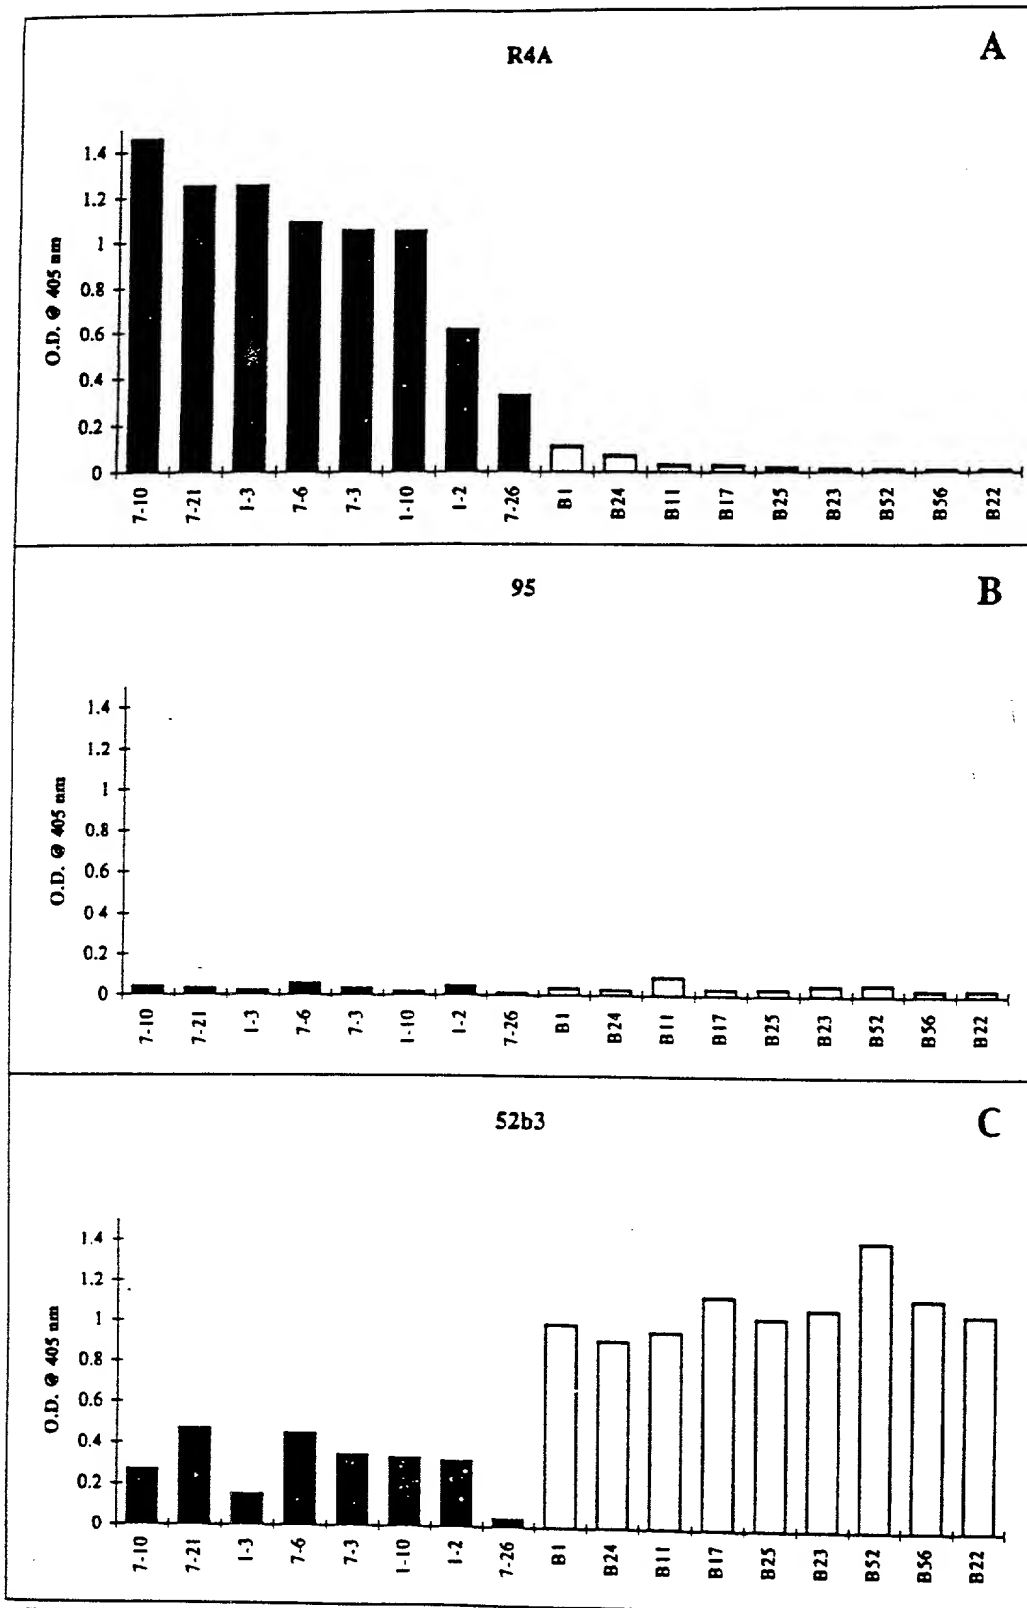 R4A
A
O.D. @ 405 nm
1.4
1.2
1
0.8
0.6
0.4
0.2
0
7-10
7-21
1-3
7-6
7-3
1-10
1-2
7-26
B1
B24
B11
B17
B25
B23
B52
B56
B22
95
B
O.D. @ 405 nm
1.4
1.2
1
0.8
0.6
0 4
0.2
0
7-10
7-21
1-3
7-6
7-3
1-10
1-2
7-26
B1
B24
B11
B17
B25
B23
B52
B56
B22
52b3
C
O.D. @ 405 nm
1.4
1.2
1
0.8
0.6
0.4
0.2
0
7-10
7-21
1-3
7-6
7-3
1-10
1-2
7-26
B1
B24
B11
B17
B25
B23
B52
B56
B22